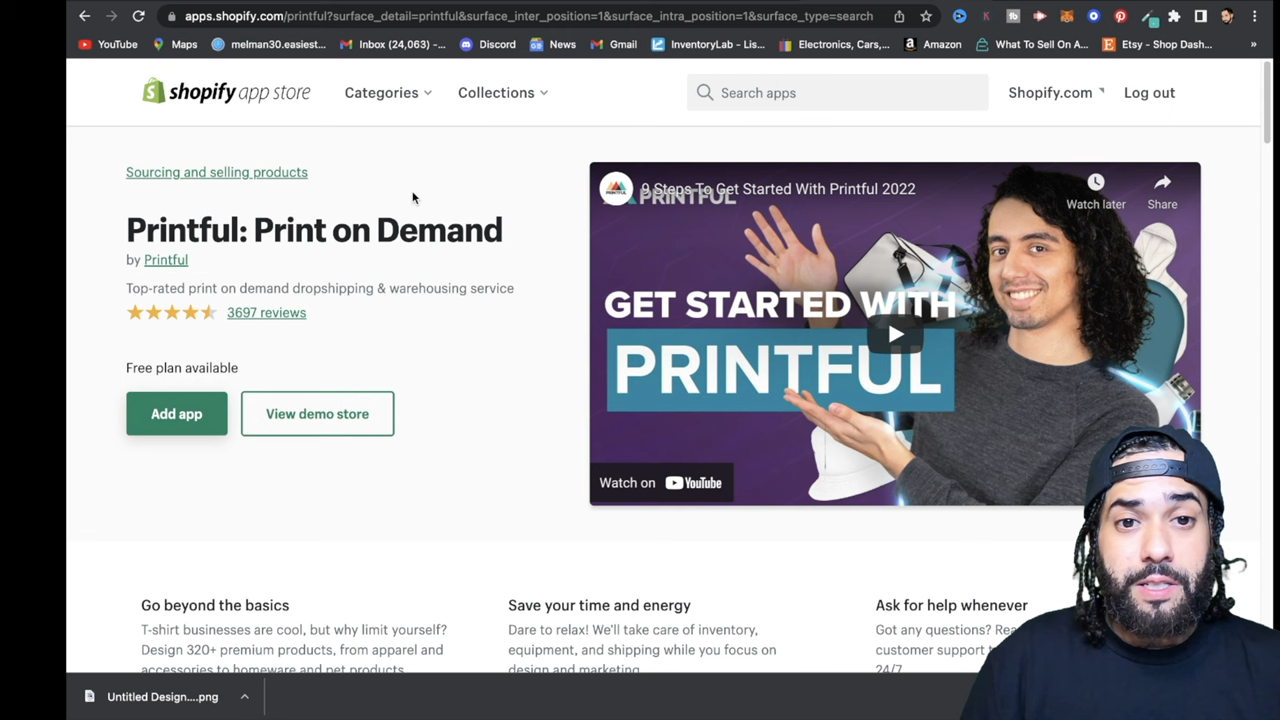 apps.shopify.com/printful?surface_detail=printful&surface_inter_position=1&surface_intra_position=1&surface_type=search
YouTube Maps melman30.easiest... Inbox (24,063) -... Discord News Gmail InventoryLab - Lis... Electronics, Cars,... Amazon What To Sell On A... Etsy - Shop Dash... »
shopify app store Categories Collections Search apps Shopify.com Log out
Sourcing and selling products
Printful: Print on Demand
by Printful
Top-rated print on demand dropshipping & warehousing service
3697 reviews
Free plan available
Add app View demo store
9 Steps To Get Started With Printful 2022
PRINTFUL
Watch later Share
GET STARTED WITH
PRINTFUL
Watch on YouTube
Go beyond the basics
T-shirt businesses are cool, but why limit yourself?
Design 320+ premium products, from apparel and
accessories to homeware and pet products.
Save your time and energy
Dare to relax! We'll take care of inventory,
equipment, and shipping while you focus on
design and marketing.
Ask for help whenever
Got any questions?
customer support
24/7
Untitled Design....png